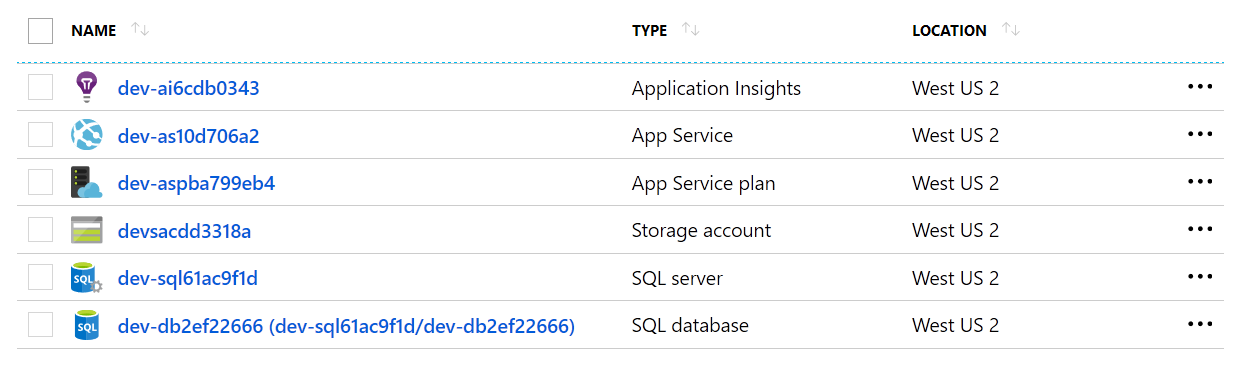 NAME TYPE LOCATION
dev-ai6cdb0343 Application Insights West US 2
dev-as10d706a2 App Service West US 2
dev-aspba799eb4 App Service plan West US 2
devsacdd3318a Storage account West US 2
SQL dev-sql61ac9f1d SQL server West US 2
SQL dev-db2ef22666 (dev-sql61ac9f1d/dev-db2ef22666) SQL database West US 2